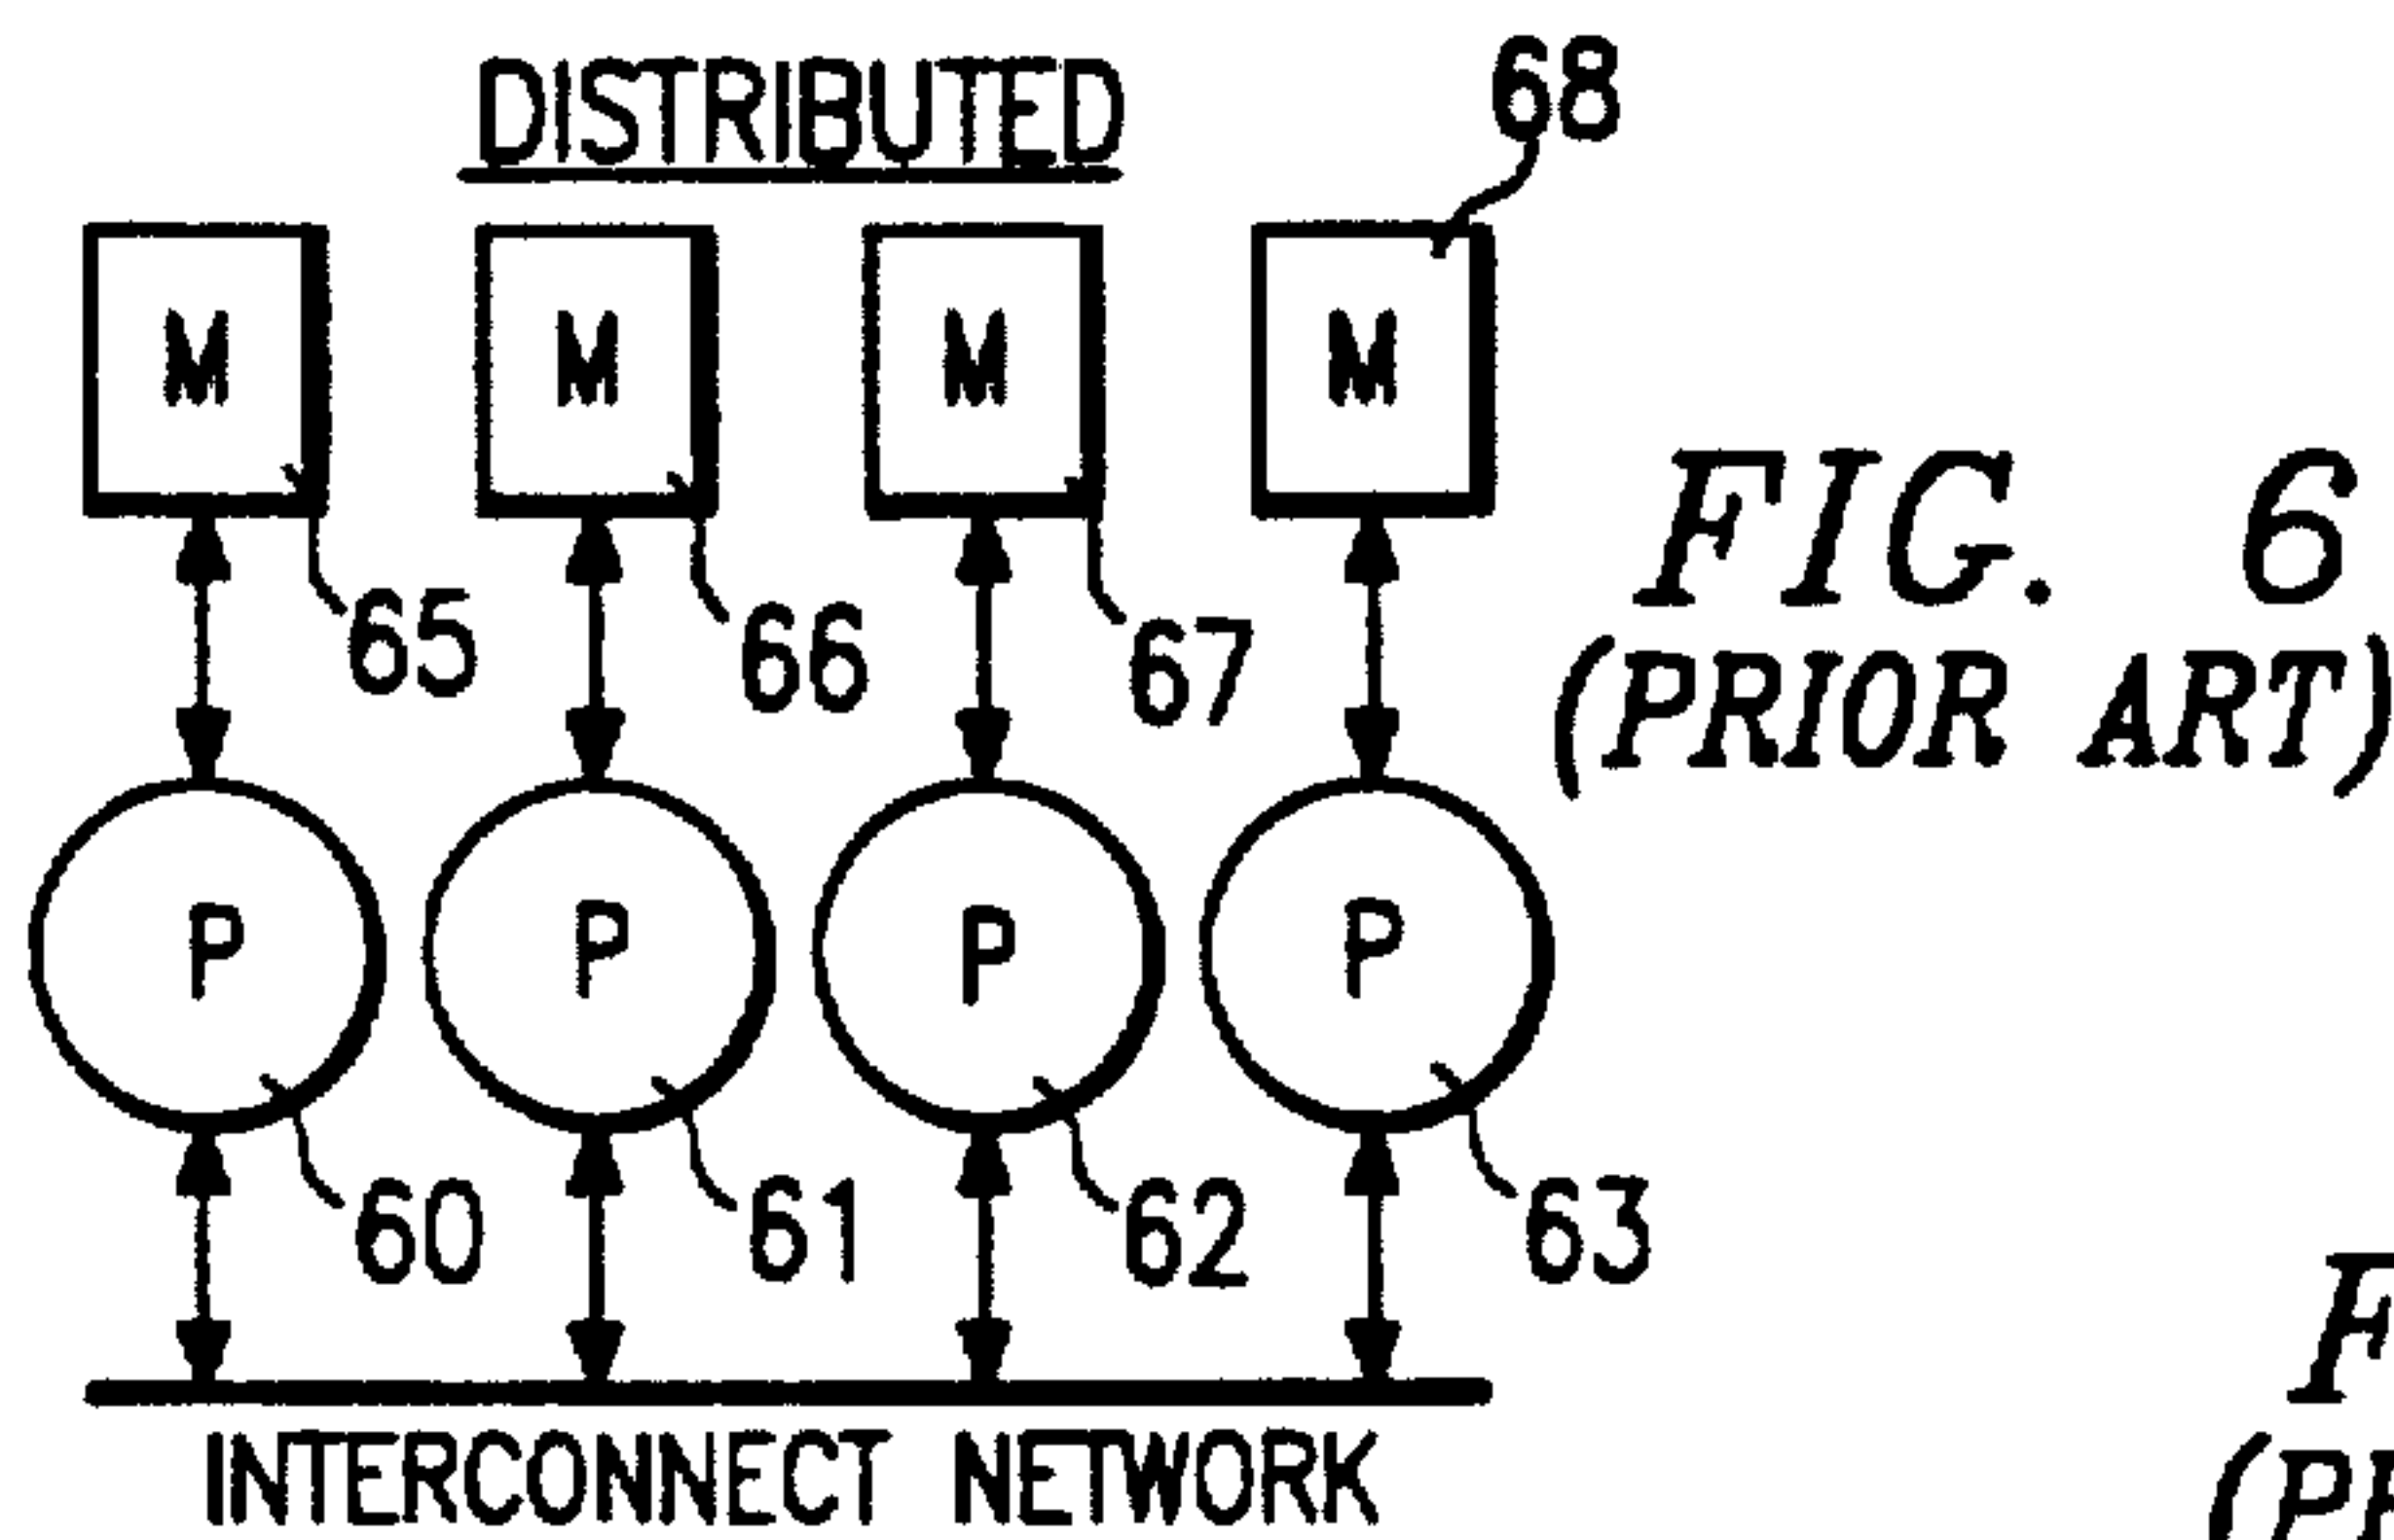 DISTRIBUTED
68
M M M M
65 66 67
FIG. 6
(PRIOR ART)
P P P P
60 61 62 63
INTERCONNECT NETWORK